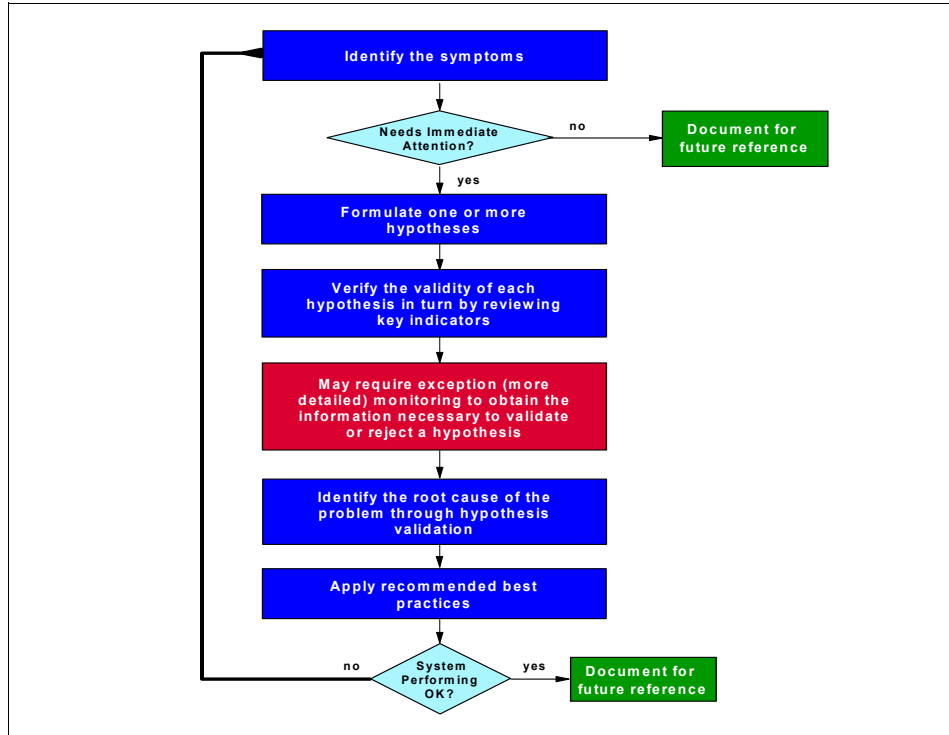 Identify the symptoms
Needs Immediate
Attention?
no
Document for
future reference
yes
Formulate one or more
hypotheses
Verify the validity of each
hypothesis in turn by reviewing
key indicators
May require exception (more
detailed) monitoring to obtain the
information necessary to validate
or reject a hypothesis
Identify the root cause of the
problem through hypothesis
validation
Apply recommended best
practices
no
System
Performing
OK?
yes
Document for
future reference